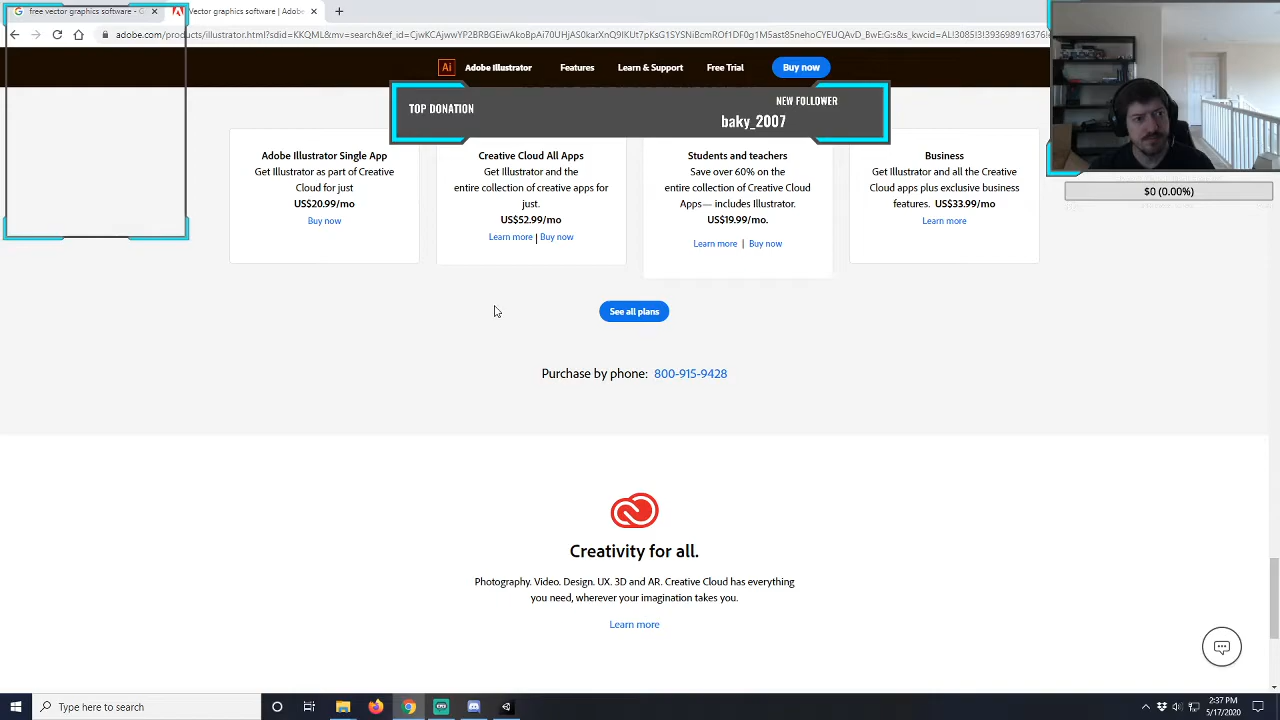 free vector graphics software - G
Vector graphics software | Adobe
adobe.com/products/illustrator.html?
Ai Adobe Illustrator Features Learn & Support Free Trial Buy now
TOP DONATION
NEW FOLLOWER
baky_2007
$0 (0.00%)
Adobe Illustrator Single App
Get Illustrator as part of Creative
Cloud for just
US$20.99/mo
Buy now
Creative Cloud All Apps
Get Illustrator and the
entire collection of creative apps for
just.
US$52.99/mo
Learn more | Buy now
Students and teachers
Save over 60% on the
entire collection of Creative Cloud
Apps— includes Illustrator.
US$19.99/mo.
Learn more | Buy now
Business
Get Illustrator and all the Creative
Cloud apps plus exclusive business
features. US$33.99/mo
Learn more
See all plans
Purchase by phone: 800-915-9428
Creativity for all.
Photography. Video. Design. UX. 3D and AR. Creative Cloud has everything
you need, wherever your imagination takes you.
Learn more
Type here to search
2:37 PM
5/17/2020